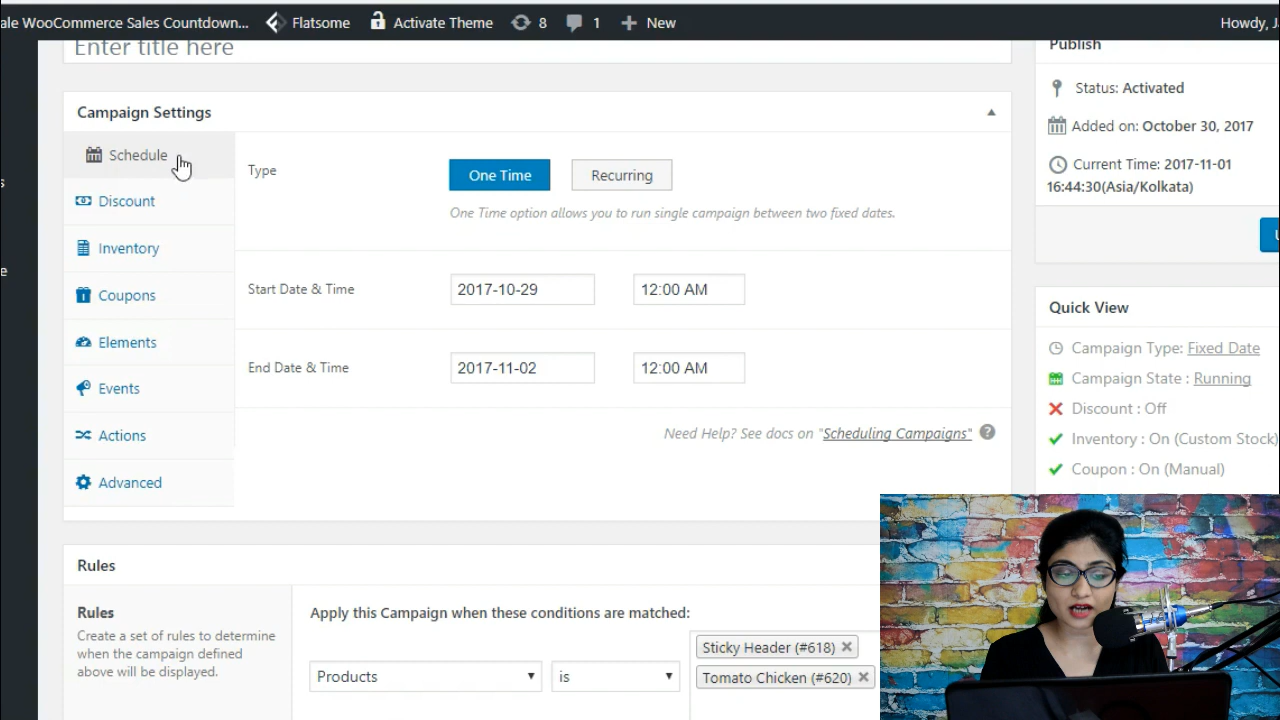 ale WooCommerce Sales Countdown...
Flatsome
Activate Theme
8
1
New
Howdy, J
Enter title here
Publish
Status: Activated
Added on: October 30, 2017
Current Time: 2017-11-01
16:44:30(Asia/Kolkata)
Campaign Settings
Schedule
Discount
Inventory
Coupons
Elements
Events
Actions
Advanced
Type
One Time
Recurring
One Time option allows you to run single campaign between two fixed dates.
Start Date & Time
2017-10-29
12:00 AM
End Date & Time
2017-11-02
12:00 AM
Need Help? See docs on "Scheduling Campaigns"
Quick View
Campaign Type: Fixed Date
Campaign State : Running
Discount : Off
Inventory : On (Custom Stock)
Coupon : On (Manual)
Rules
Rules
Create a set of rules to determine
when the campaign defined
above will be displayed.
Apply this Campaign when these conditions are matched:
Products
is
Sticky Header (#618)
Tomato Chicken (#620)